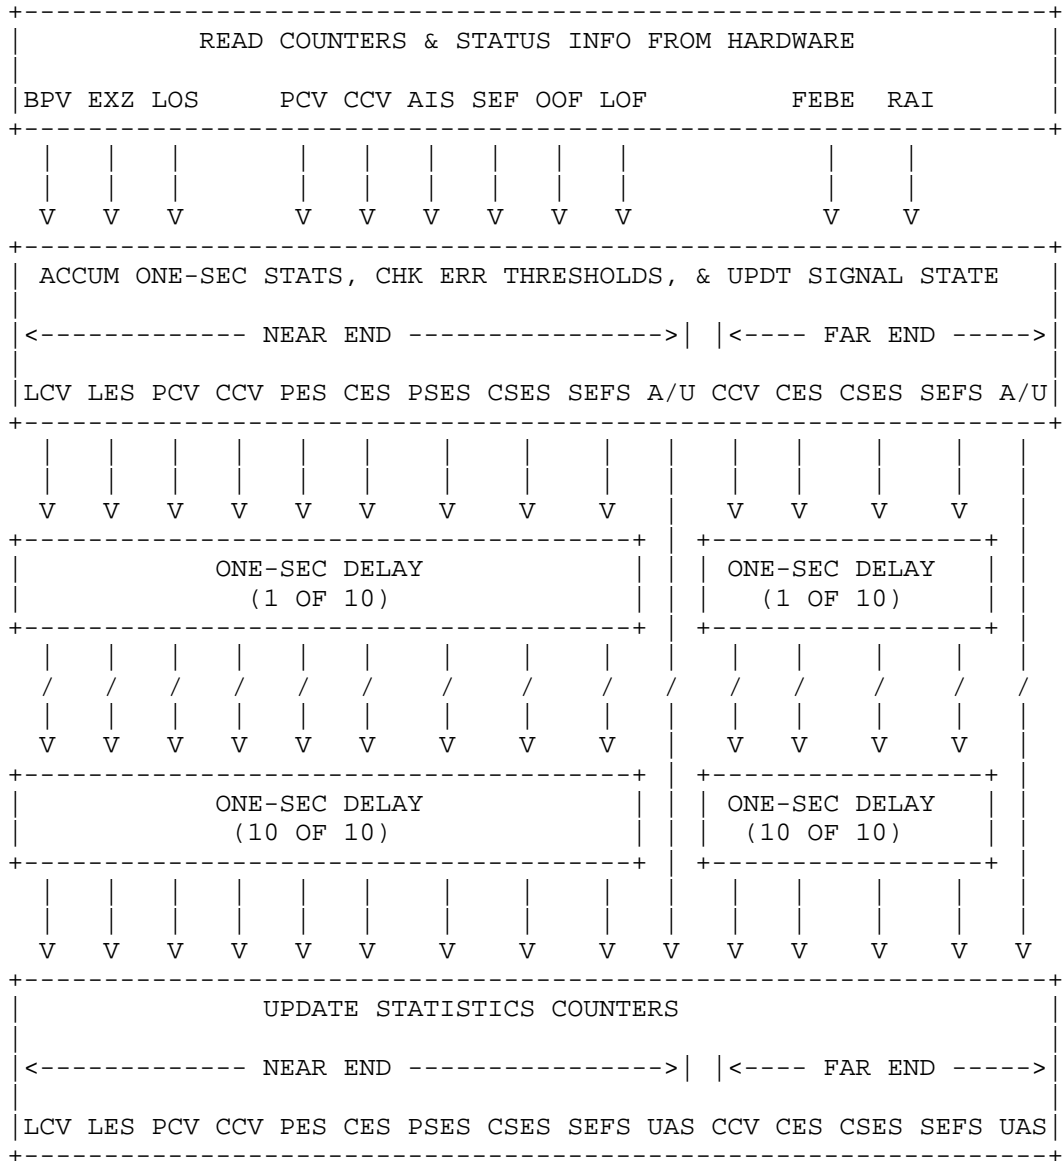 READ COUNTERS & STATUS INFO FROM HARDWARE
BPV EXZ LOS PCV CCV AIS SEF OOF LOF FEBE RAI
V V V V V V V V V V V
ACCUM ONE-SEC STATS, CHK ERR THRESHOLDS, & UPDT SIGNAL STATE
<------------- NEAR END ----------------->| |<---- FAR END ----->
LCV LES PCV CCV PES CES PSES CSES SEFS A/U CCV CES CSES SEFS A/U
V V V V V V V V V V V V V
ONE-SEC DELAY ONE-SEC DELAY
(1 OF 10) (1 OF 10)
/ / / / / / / / / / / / / / /
V V V V V V V V V V V V V
ONE-SEC DELAY ONE-SEC DELAY
(10 OF 10) (10 OF 10)
V V V V V V V V V V V V V V V
UPDATE STATISTICS COUNTERS
<------------- NEAR END ----------------->| |<---- FAR END ----->
LCV LES PCV CCV PES CES PSES CSES SEFS UAS CCV CES CSES SEFS UAS